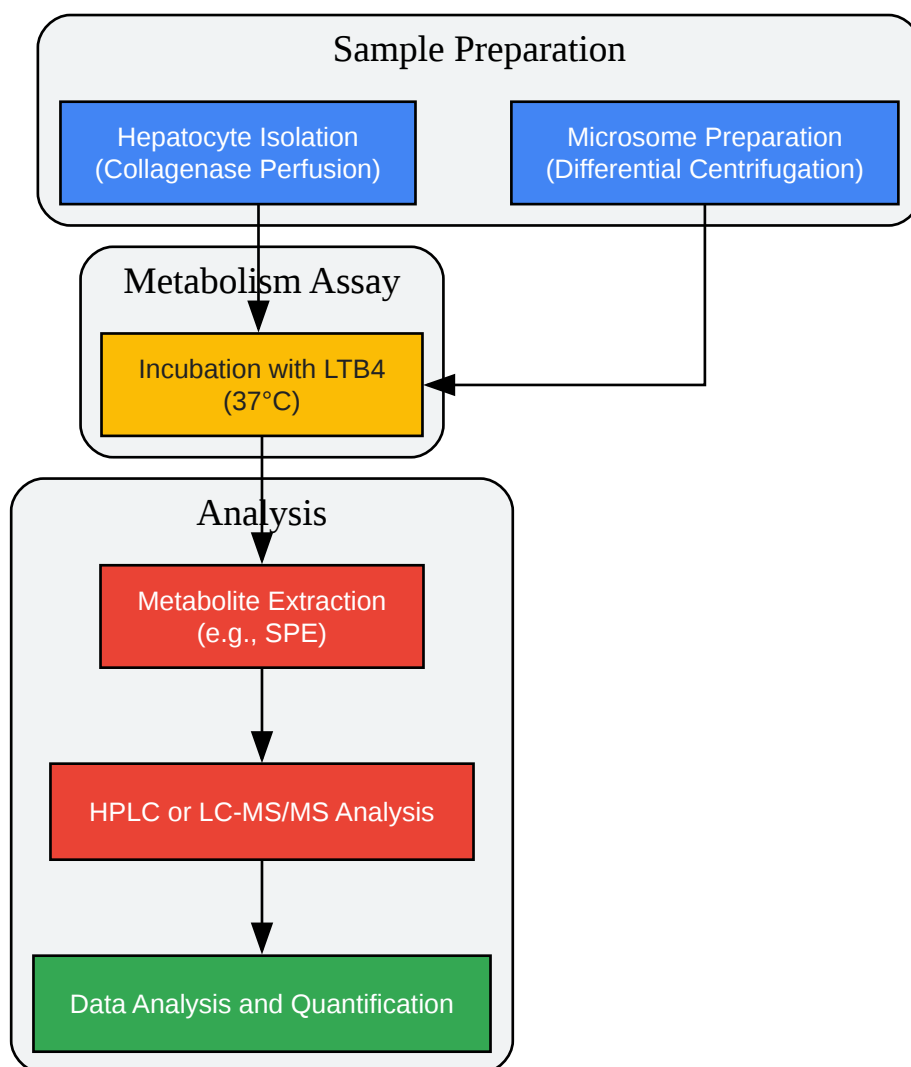 Sample Preparation
Hepatocyte Isolation
(Collagenase Perfusion)
Microsome Preparation
(Differential Centrifugation)
Metabolism Assay
Incubation with LTB4
(37°C)
Analysis
Metabolite Extraction
(e.g., SPE)
HPLC or LC-MS/MS Analysis
Data Analysis and Quantification